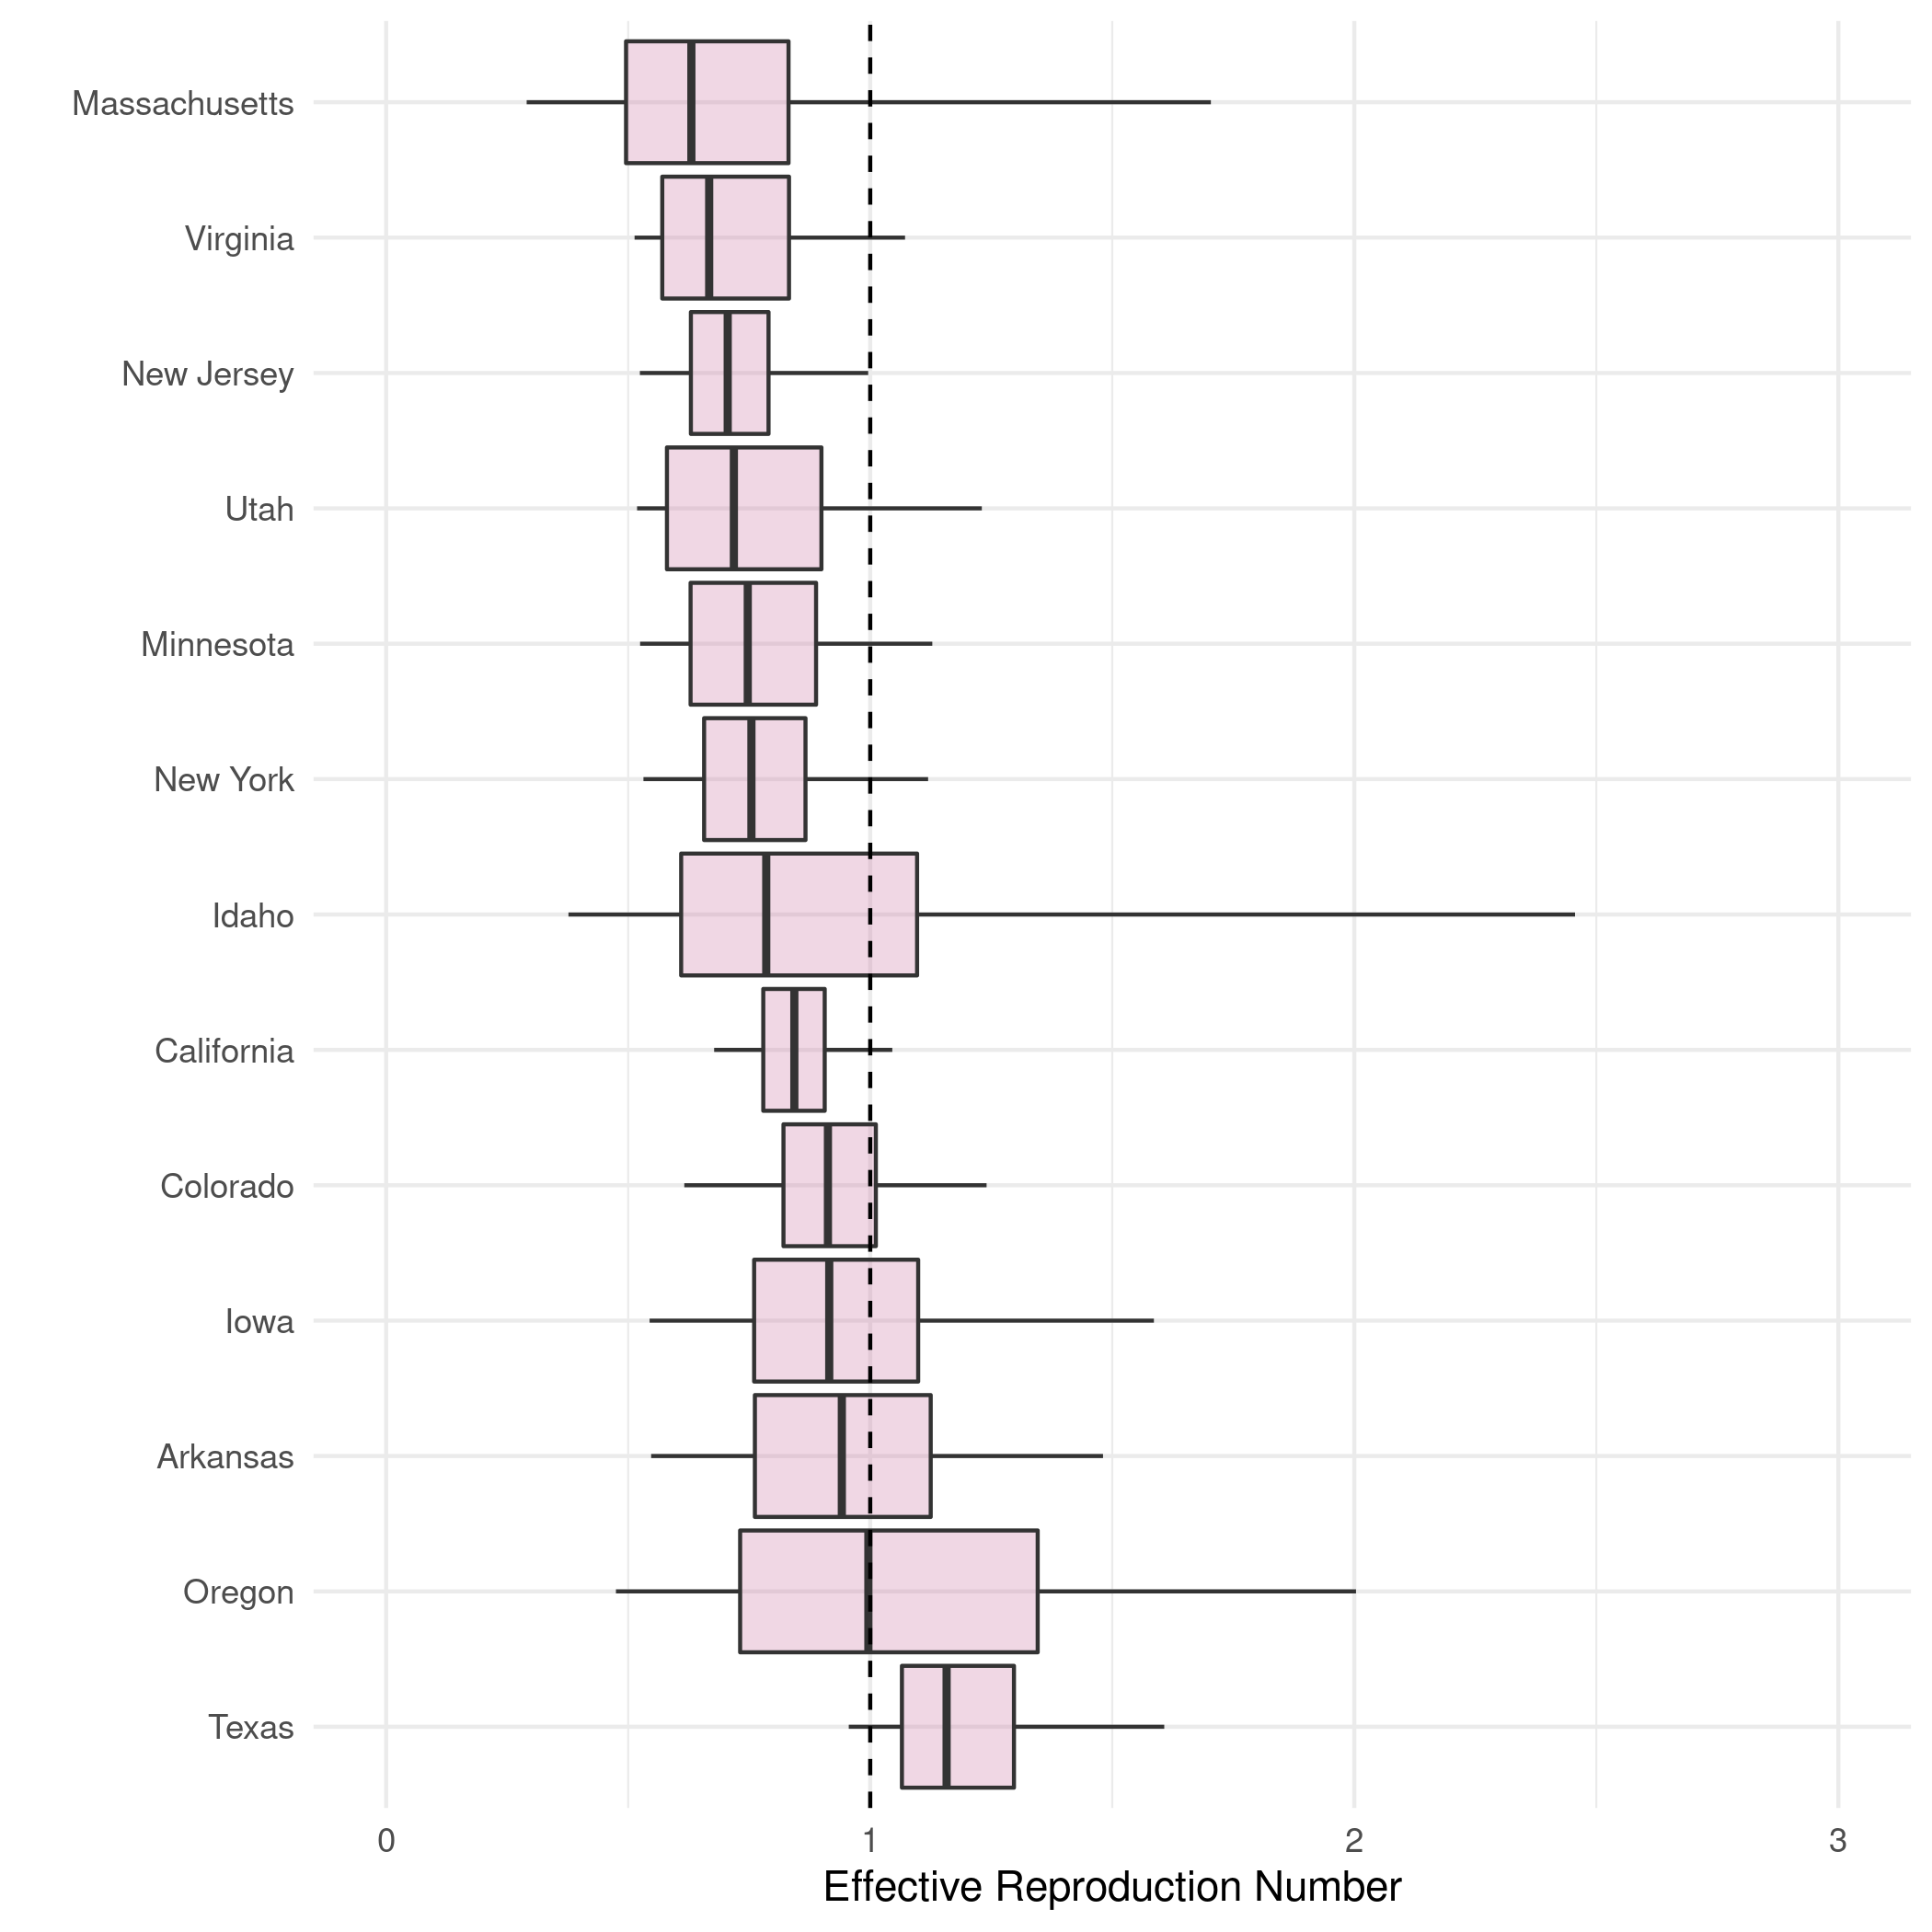 Massachusetts
Virginia
New Jersey
Utah
Minnesota
New York
Idaho
California
Colorado
Iowa
Arkansas
Oregon
Texas
0 1 2 3
Effective Reproduction Number